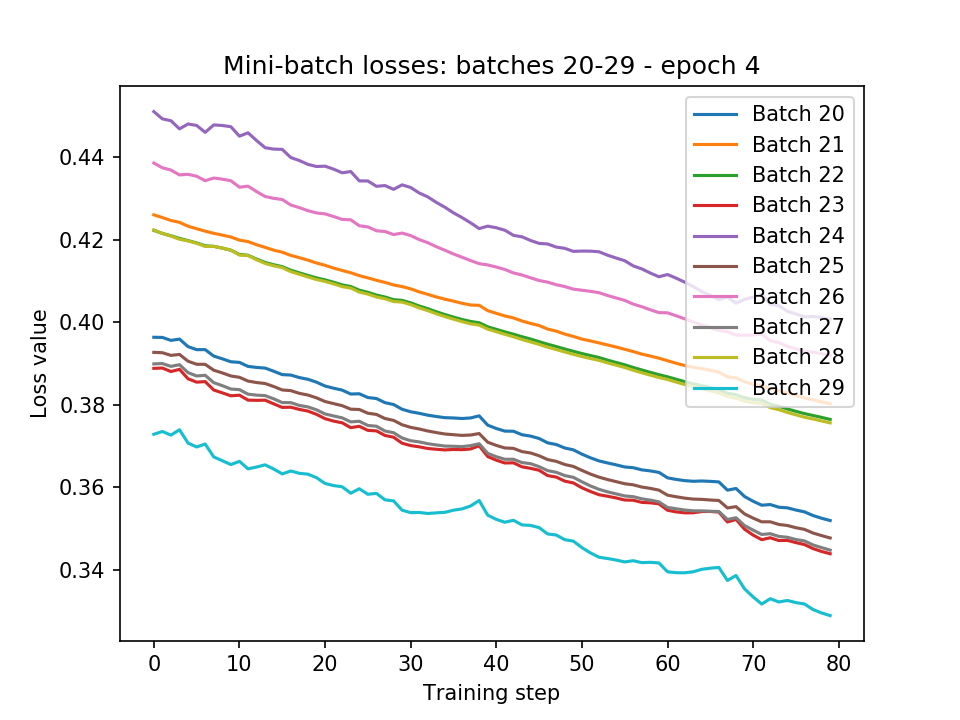 Mini-batch losses: batches 20-29 - epoch 4
Batch 20
Batch 21
Batch 22
Batch 23
Batch 24
Batch 25
Batch 26
Batch 27
Batch 28
Batch 29
0.44
0.42
0.40
0.38
0.36
0.34
Loss value
0 10 20 30 40 50 60 70 80
Training step